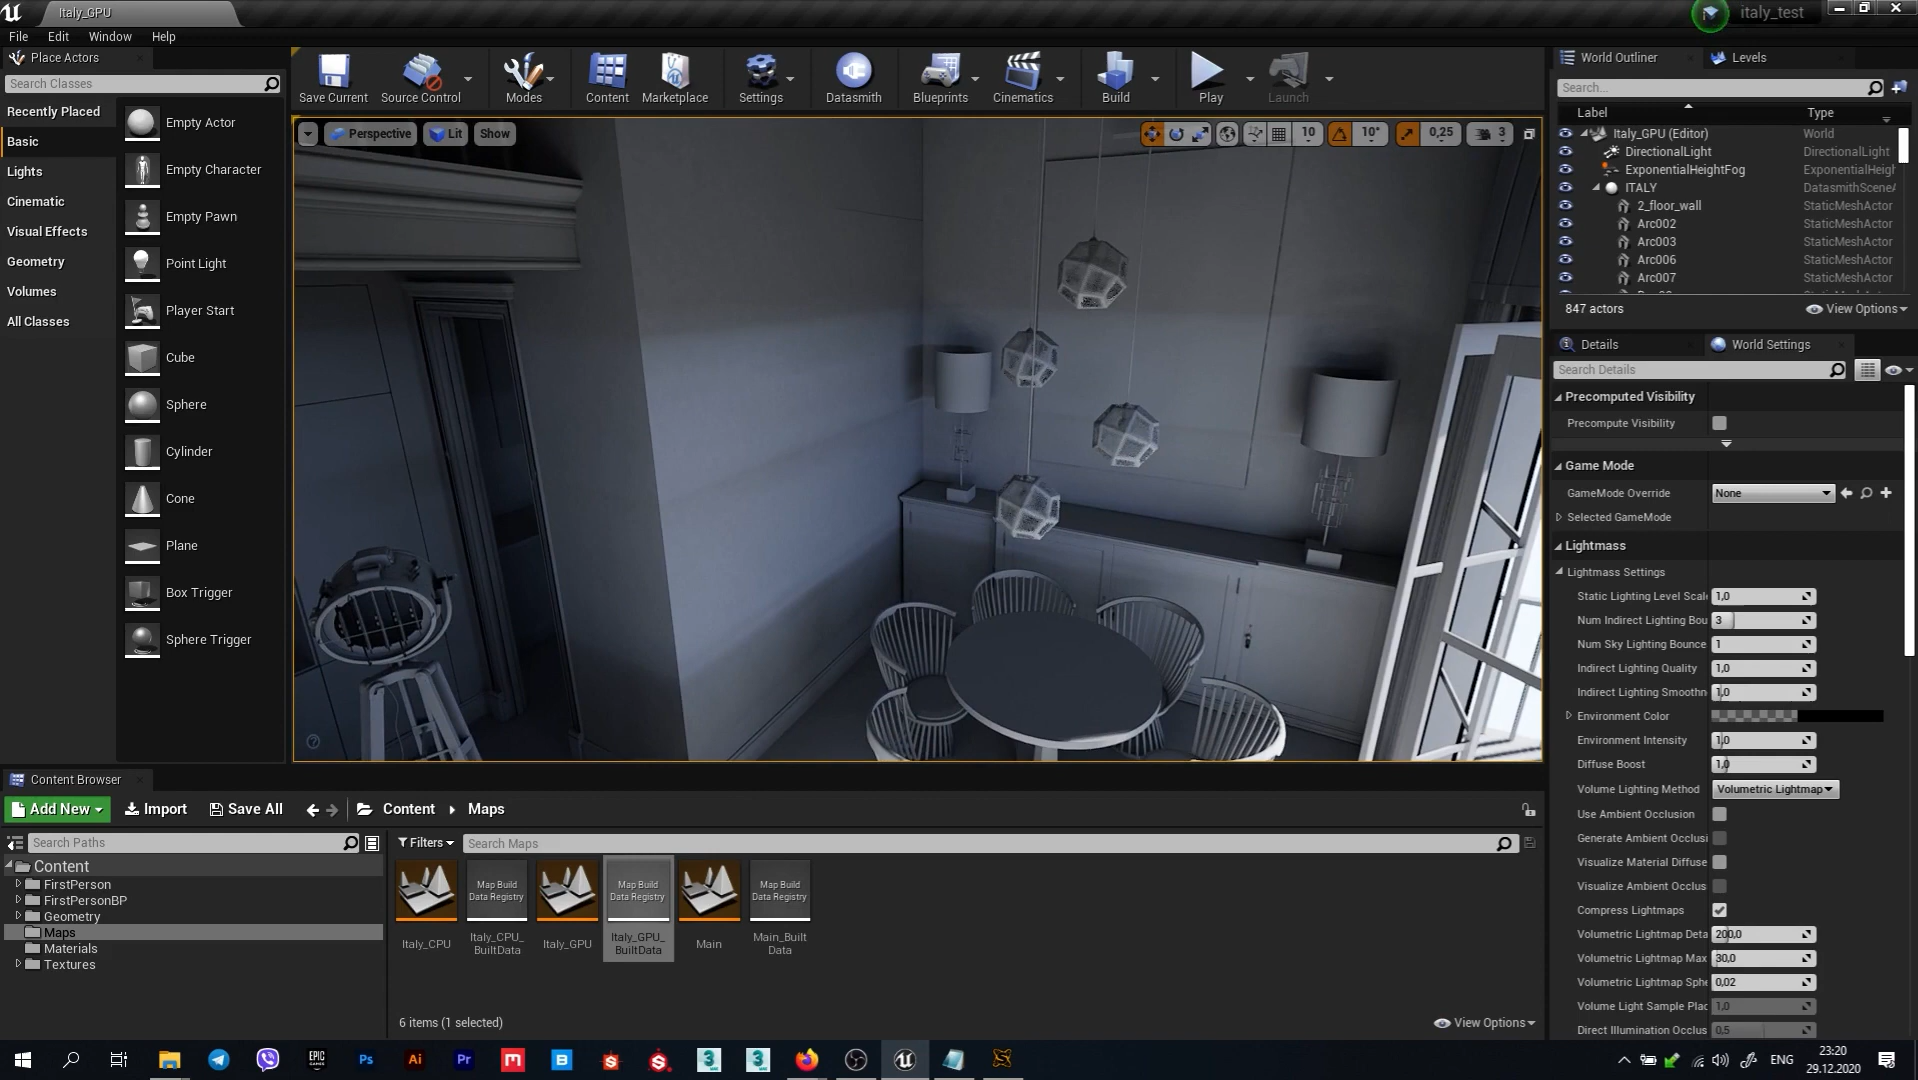 Italy_GPU
italy_test
File Edit Window Help
Place Actors
Search Classes
Recently Placed
Basic
Lights
Cinematic
Visual Effects
Geometry
Volumes
All Classes
Empty Actor
Empty Character
Empty Pawn
Point Light
Player Start
Cube
Sphere
Cylinder
Cone
Plane
Box Trigger
Sphere Trigger
Save Current
Source Control
Modes
Content
Marketplace
Settings
Datasmith
Blueprints
Cinematics
Build
Play
Launch
Perspective Lit Show
10 10° 0,25 3
World Outliner Levels
Search...
Label Type
Italy_GPU (Editor) World
DirectionalLight DirectionalLight
ExponentialHeightFog ExponentialHeigh
ITALY DatasmithSceneA
2_floor_wall StaticMeshActor
Arc002 StaticMeshActor
Arc003 StaticMeshActor
Arc006 StaticMeshActor
Arc007 StaticMeshActor
847 actors View Options
Details World Settings
Search Details
Precomputed Visibility
Precompute Visibility
Game Mode
GameMode Override None
Selected GameMode
Lightmass
Lightmass Settings
Static Lighting Level Scale 1,0
Num Indirect Lighting Bou 3
Num Sky Lighting Bounce 1
Indirect Lighting Quality 1,0
Indirect Lighting Smoothn 1,0
Environment Color
Environment Intensity 1,0
Diffuse Boost 1,0
Volume Lighting Method Volumetric Lightmap
Use Ambient Occlusion
Generate Ambient Occlusi
Visualize Material Diffuse
Visualize Ambient Occlus
Compress Lightmaps
Volumetric Lightmap Deta 200,0
Volumetric Lightmap Max 30,0
Volumetric Lightmap Sphe 0,02
Volume Light Sample Plac 1,0
Direct Illumination Occlus 0,5
Content Browser
Add New Import Save All Content Maps
Search Paths
Filters Search Maps
Content
FirstPerson
FirstPersonBP
Geometry
Maps
Materials
Textures
Map Build
Data Registry
Map Build
Data Registry
Map Build
Data Registry
Italy_CPU
Italy_CPU_
BuiltData
Italy_GPU
Italy_GPU_
BuiltData
Main
Main_Built
Data
6 items (1 selected) View Options
EPIC
GAMES
Ps
Ai
Pr
ENG
23:20
29.12.2020